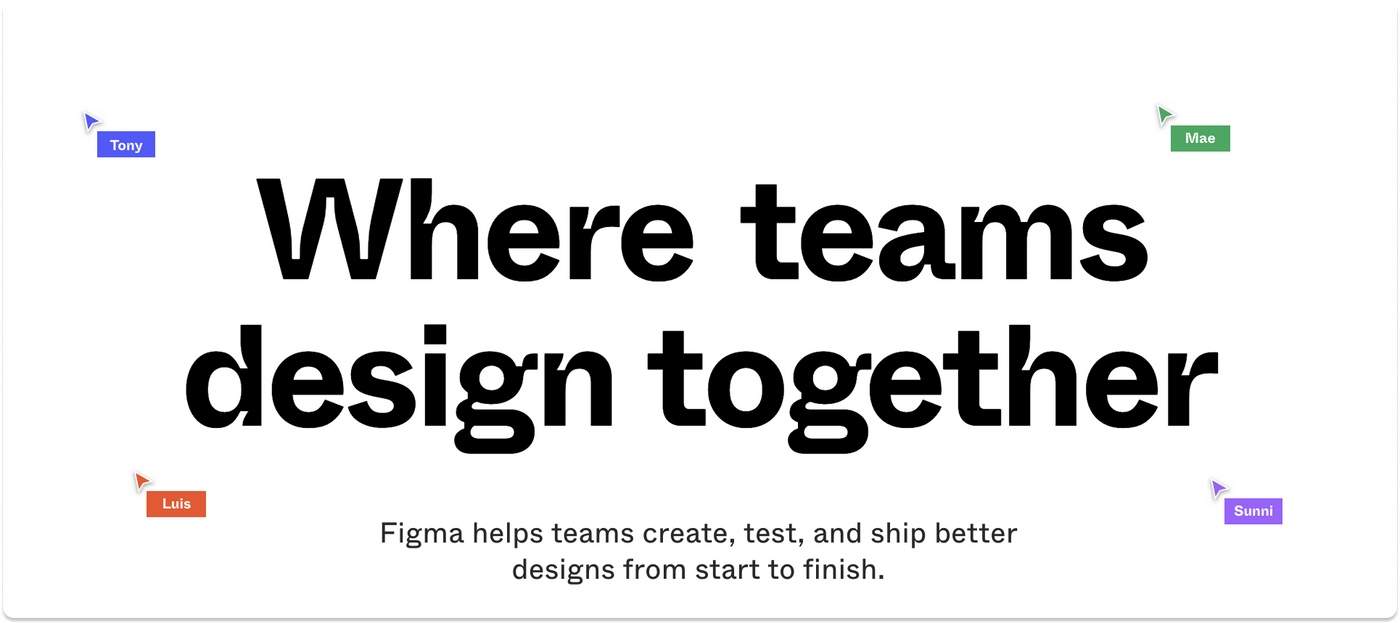 Tony
Mae
Where teams
design together
Luis
Sunni
Figma helps teams create, test, and ship better
designs from start to finish.